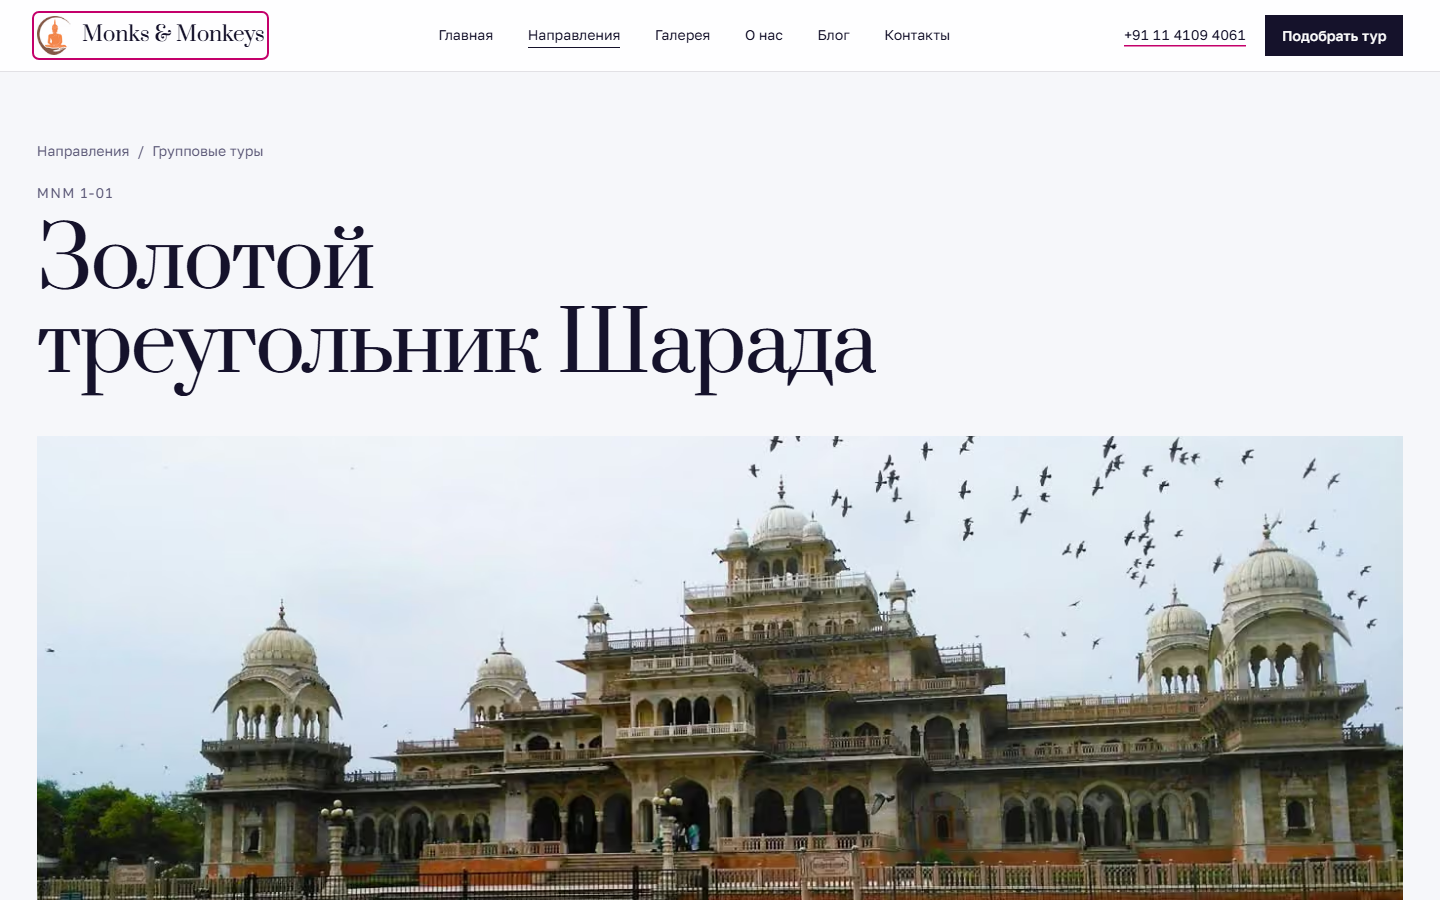 Monks & Monkeys
Главная
Направления
Галерея
О нас
Блог
Контакты
+91 11 4109 4061
Подобрать тур
Направления / Групповые туры
MNM 1-01
Золотой
треугольник Шарада